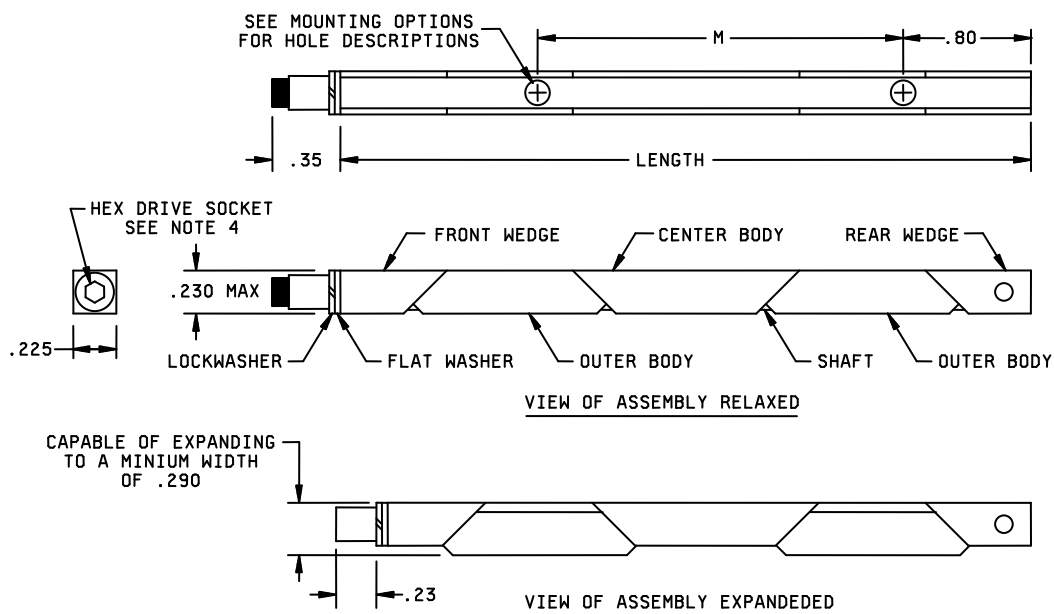 SEE MOUNTING OPTIONS
FOR HOLE DESCRIPTIONS
M
.80
.35
LENGTH
HEX DRIVE SOCKET
SEE NOTE 4
FRONT WEDGE
CENTER BODY
REAR WEDGE
.230 MAX
.225
LOCKWASHER
FLAT WASHER
OUTER BODY
SHAFT
OUTER BODY
VIEW OF ASSEMBLY RELAXED
CAPABLE OF EXPANDING
TO A MINIUM WIDTH
OF .290
.23
VIEW OF ASSEMBLY EXPANDEDED